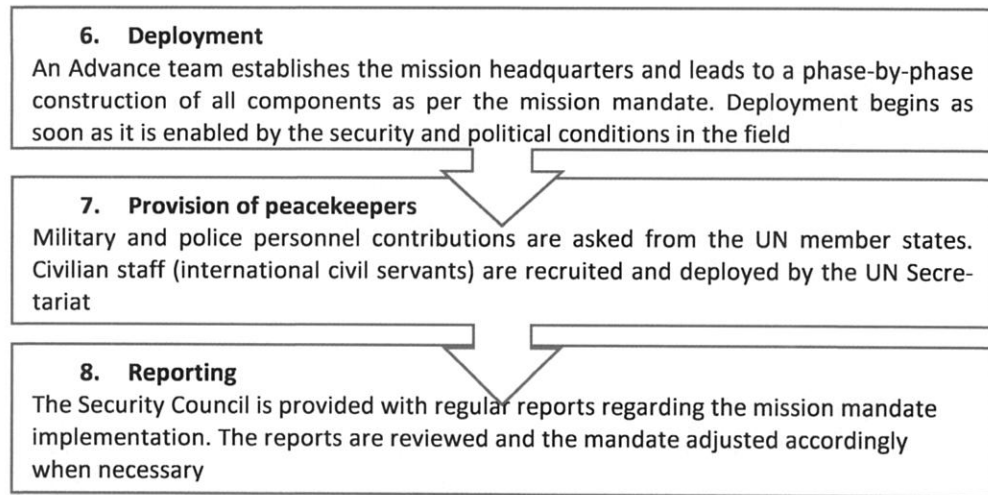 6. Deployment
An Advance team establishes the mission headquarters and leads to a phase-by-phase
construction of all components as per the mission mandate. Deployment begins as
soon as it is enabled by the security and political conditions in the field
7. Provision of peacekeepers
Military and police personnel contributions are asked from the UN member states.
Civilian staff (international civil servants) are recruited and deployed by the UN Secre-
tariat
8. Reporting
The Security Council is provided with regular reports regarding the mission mandate
implementation. The reports are reviewed and the mandate adjusted accordingly
when necessary